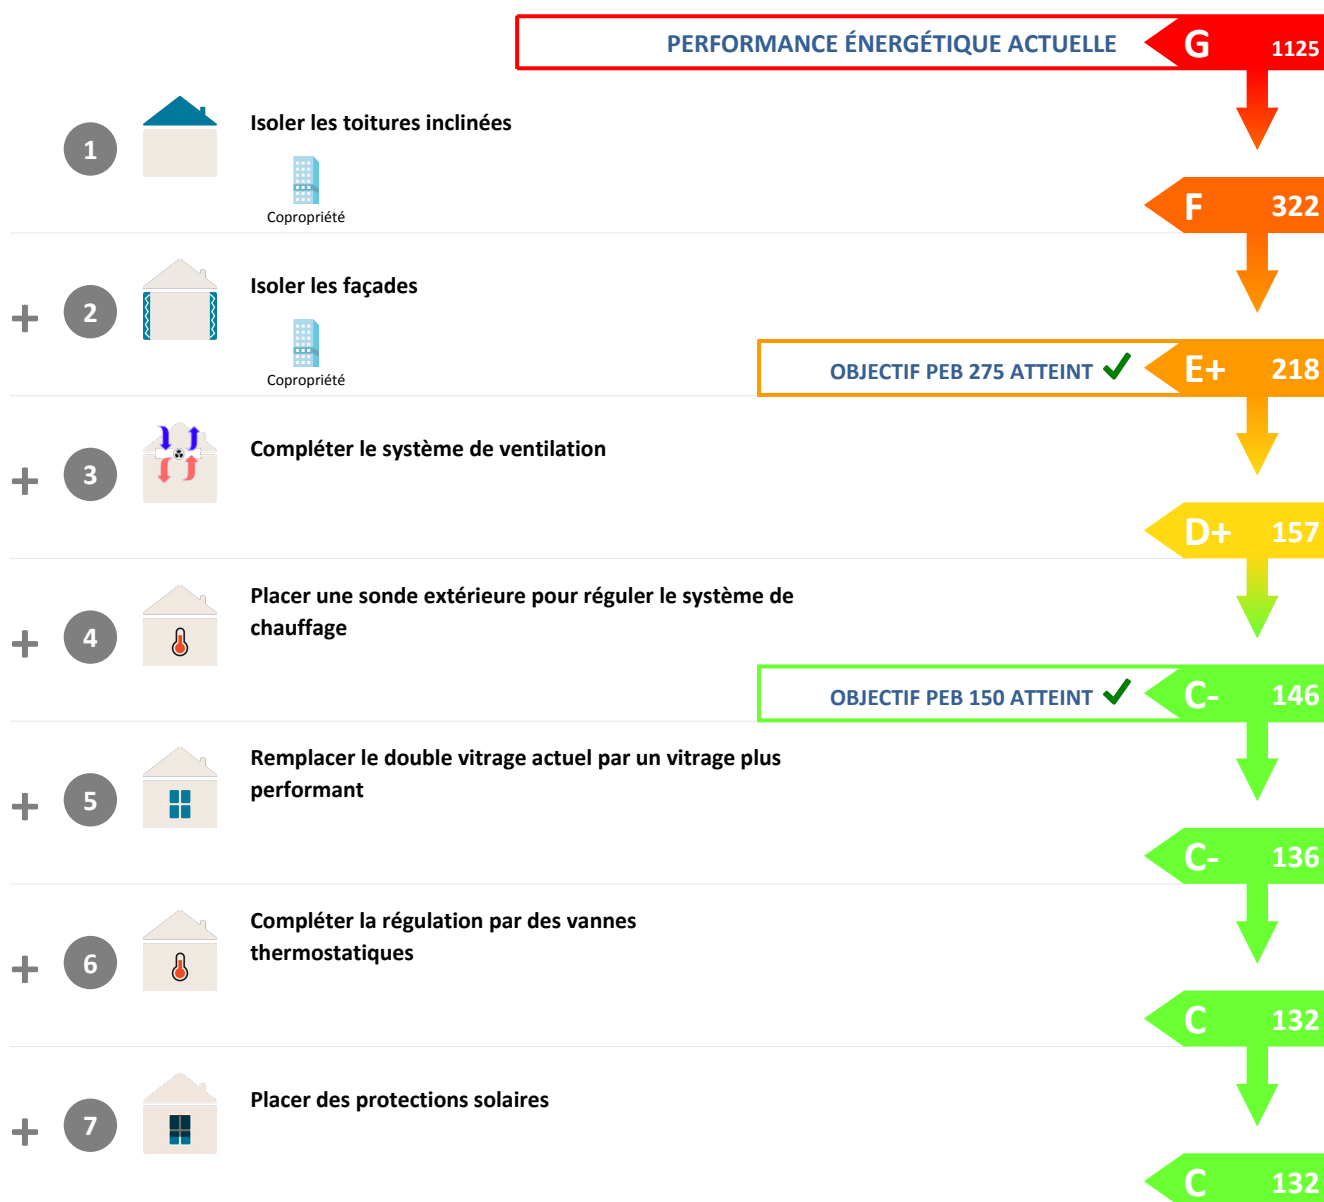 PERFORMANCE ÉNERGÉTIQUE ACTUELLE G 1125
1 Isoler les toitures inclinées
Copropriété
F 322
+ 2 Isoler les façades
Copropriété
OBJECTIF PEB 275 ATTEINT ✓ E+ 218
+ 3 Compléter le système de ventilation
D+ 157
+ 4 Placer une sonde extérieure pour réguler le système de
chauffage
OBJECTIF PEB 150 ATTEINT ✓ C- 146
+ 5 Remplacer le double vitrage actuel par un vitrage plus
performant
C- 136
+ 6 Compléter la régulation par des vannes
thermostatiques
C 132
+ 7 Placer des protections solaires
C 132